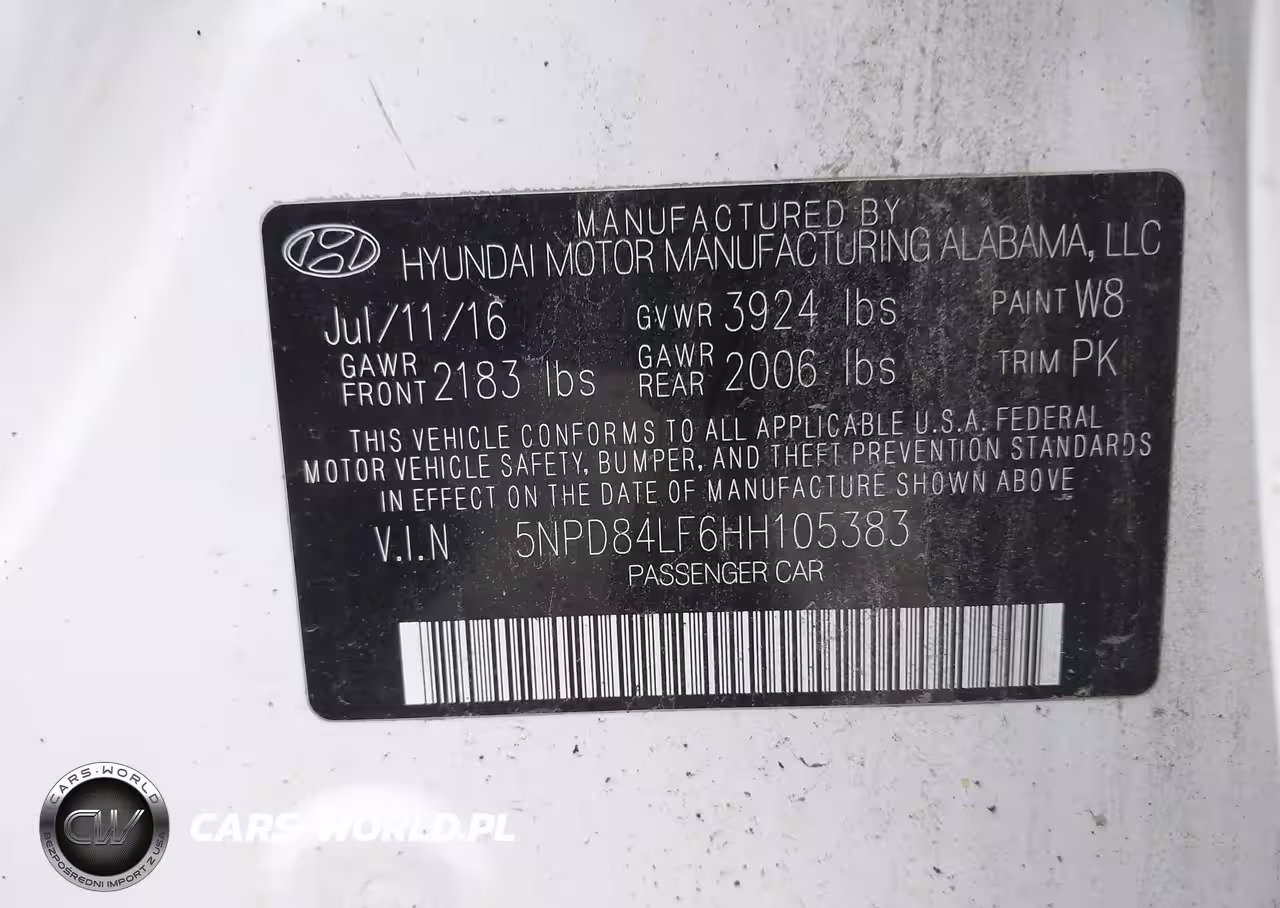 MANUFACTURED BY
HYUNDAI MOTOR MANUFACTURING ALABAMA, LLC
Jul/11/16 GVWR 3924 lbs PAINT W8
GAWR FRONT 2183 lbs GAWR REAR 2006 lbs TRIM PK
THIS VEHICLE CONFORMS TO ALL APPLICABLE U.S.A. FEDERAL
MOTOR VEHICLE SAFETY, BUMPER, AND THEFT PREVENTION STANDARDS
IN EFFECT ON THE DATE OF MANUFACTURE SHOWN ABOVE
V.I.N 5NPD84LF6HH105383
PASSENGER CAR
CARS-WORLD
CW
BEZPOŚREDNI IMPORT Z USA
CARS-WORLD.PL